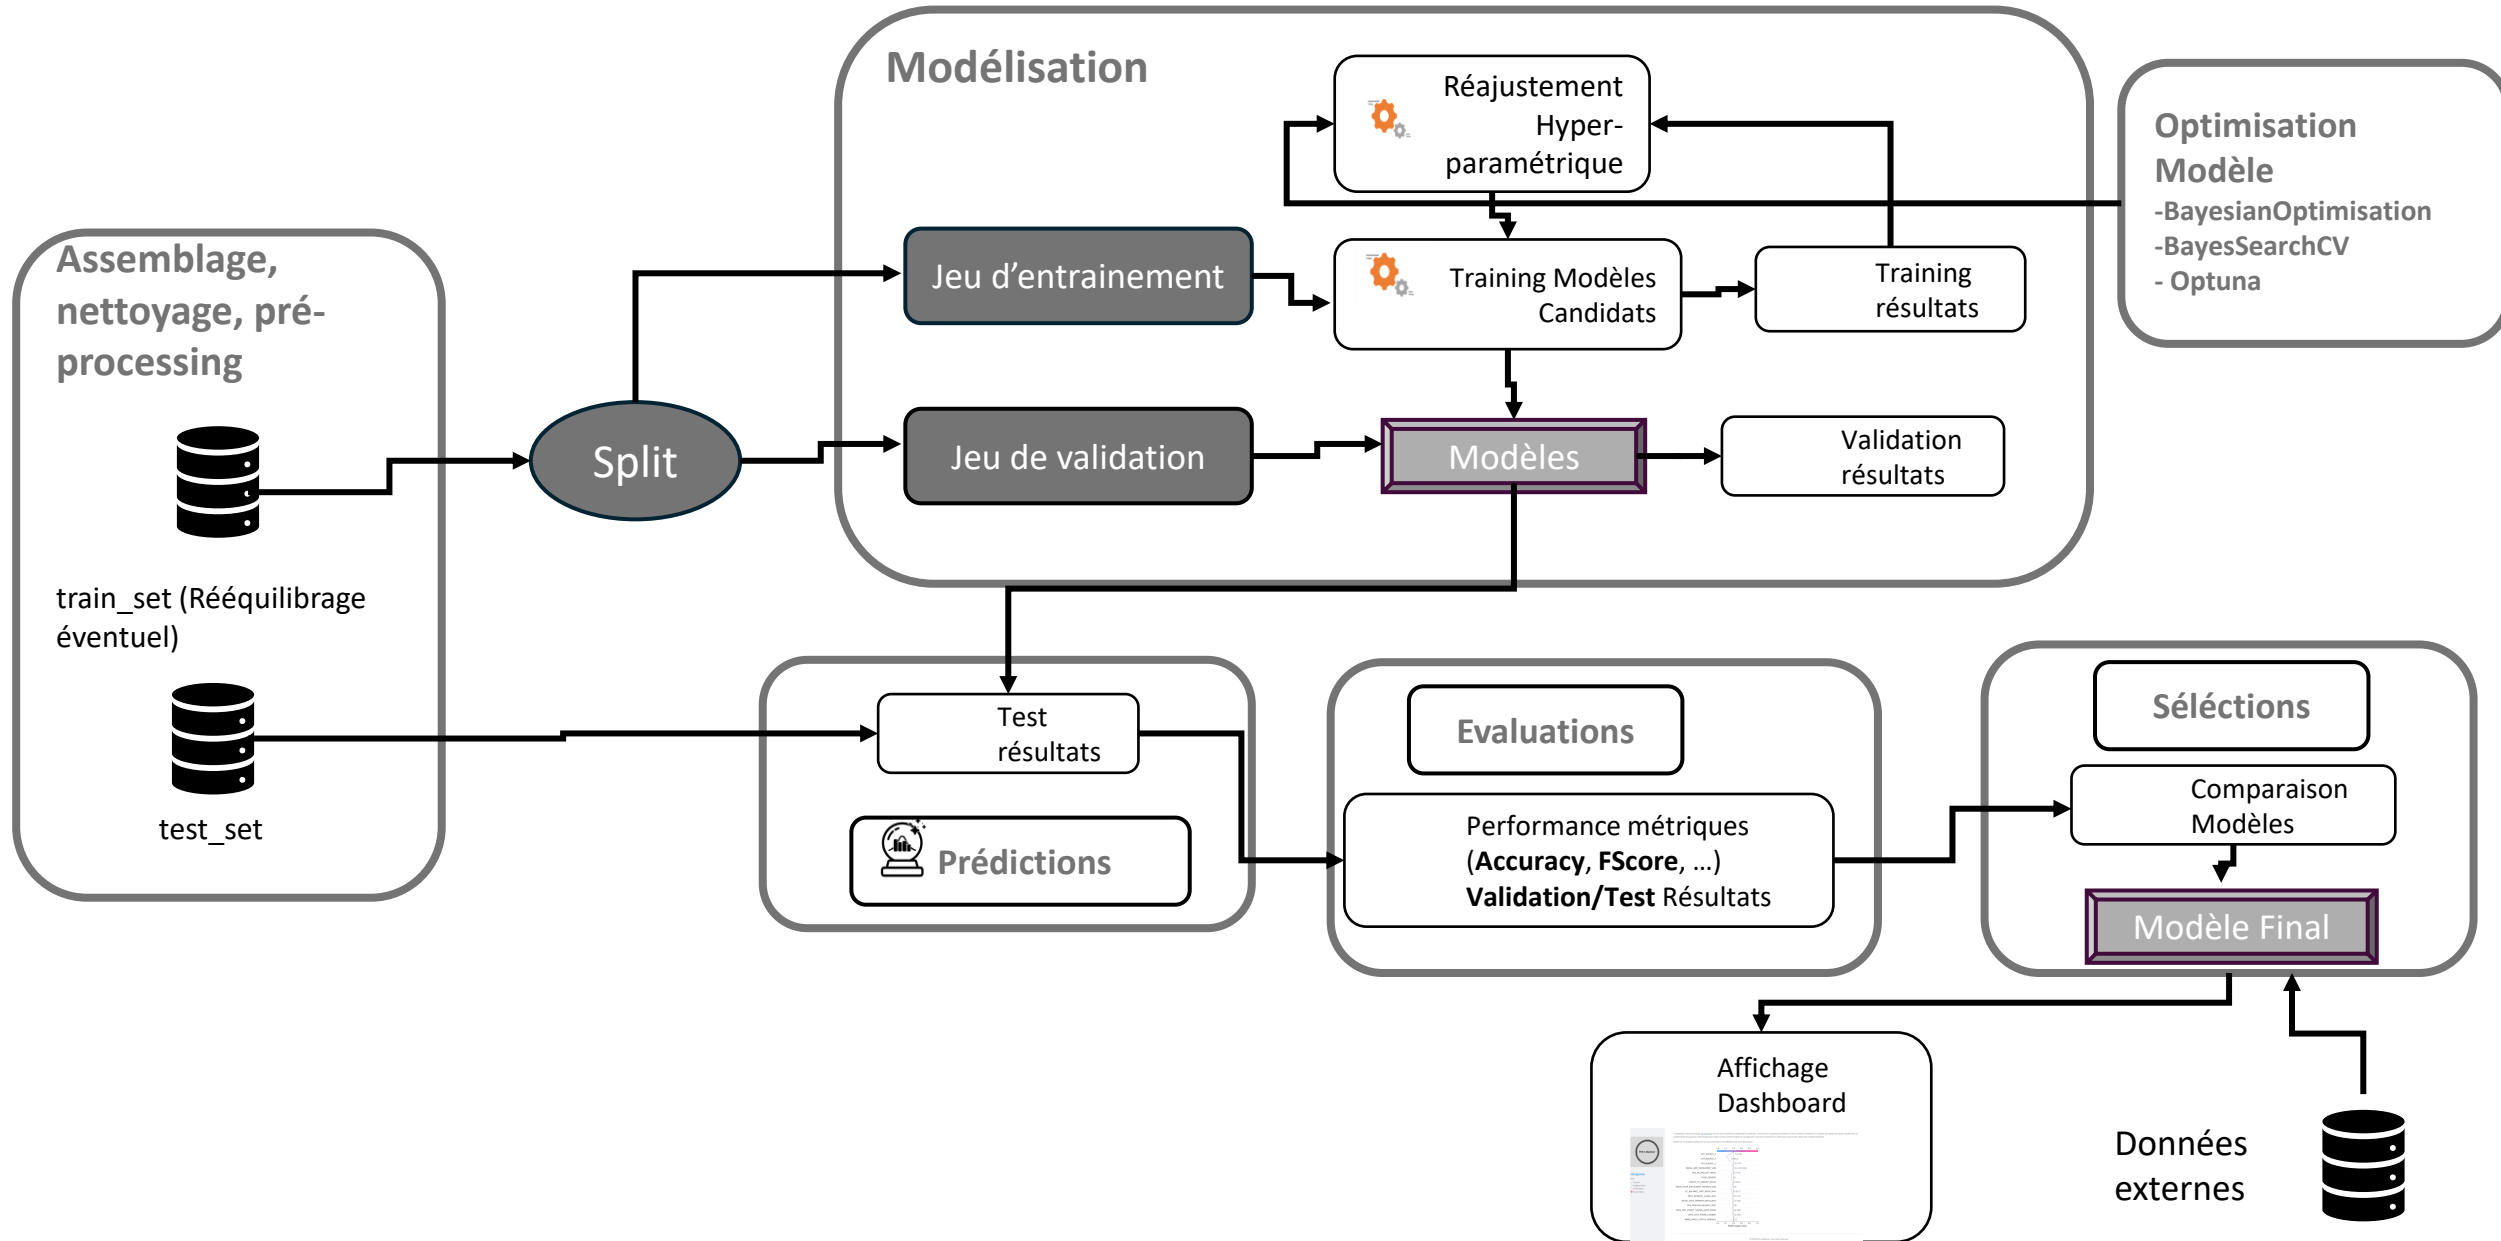 Modélisation
Réajustement
Hyper-
paramétrique
Optimisation
Modèle
-BayesianOptimisation
-BayesSearchCV
- Optuna
Assemblage,
nettoyage, pré-
processing
Jeu d’entrainement
Training Modèles
Candidats
Training
résultats
Split
Jeu de validation
Modèles
Validation
résultats
train_set (Rééquilibrage
éventuel)
test_set
Test
résultats
Prédictions
Evaluations
Performance métriques
(Accuracy, FScore, ...)
Validation/Test Résultats
Séléctions
Comparaison
Modèles
Modèle Final
Affichage
Dashboard
Données
externes